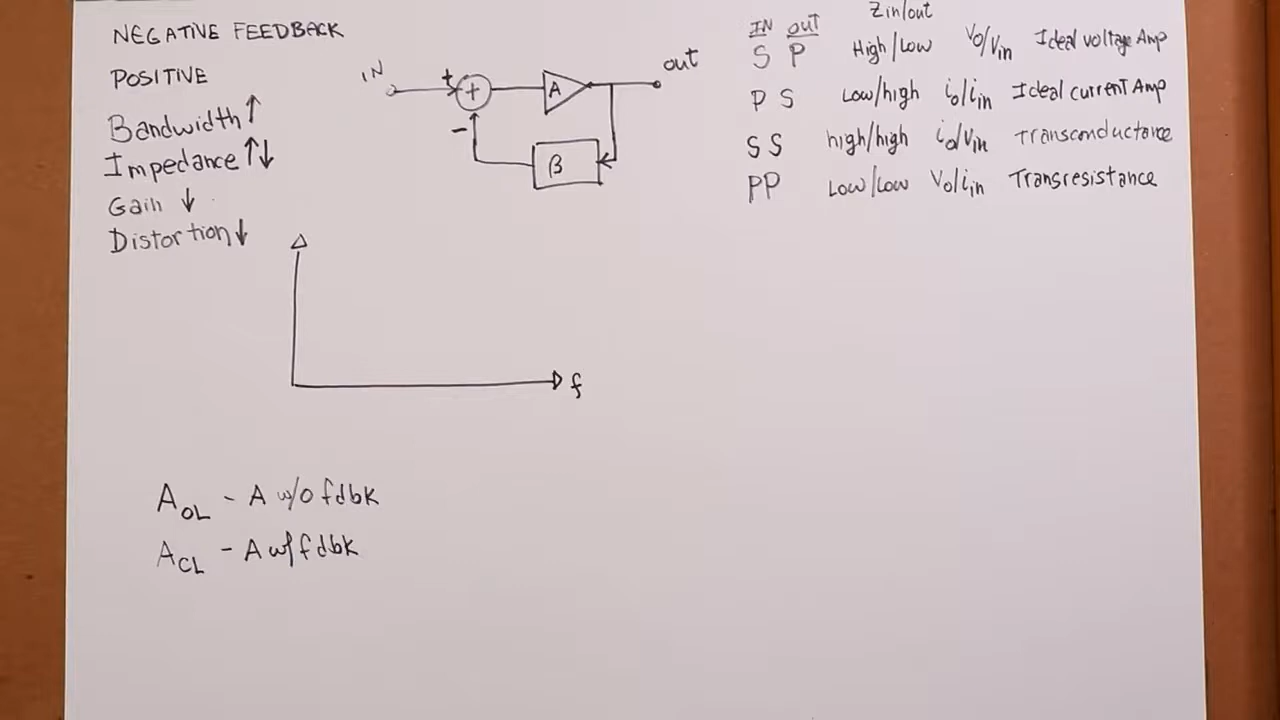 NEGATIVE FEEDBACK
POSITIVE
Bandwidth ↑
Impedance ↑↓
Gain ↓
Distortion ↓
IN
+
+
−
A
β
out
IN out Zin/out
S P High/Low Vo/Vin Ideal voltage Amp
P S Low/high io/iin Ideal current Amp
S S high/high io/Vin Transconductance
PP Low/Low Vo/iin Transresistance
f
AOL - A w/o fdbk
ACL - A w/fdbk